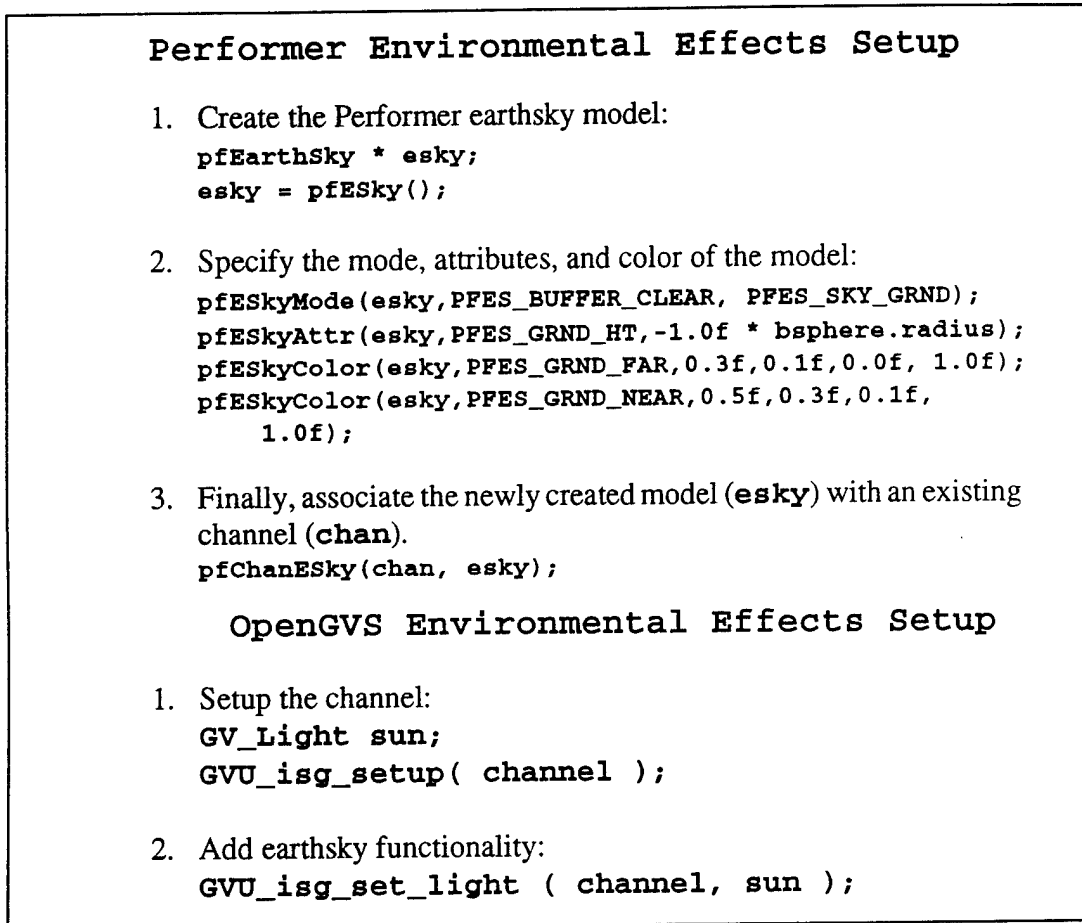 Performer Environmental Effects Setup
1. Create the Performer earthsky model:
pfEarthSky * esky;
esky = pfESky();
2. Specify the mode, attributes, and color of the model:
pfESkyMode(esky,PFES_BUFFER_CLEAR, PFES_SKY_GRND);
pfESkyAttr(esky,PFES_GRND_HT,-1.0f * bsphere.radius);
pfESkyColor(esky,PFES_GRND_FAR,0.3f,0.1f,0.0f, 1.0f);
pfESkyColor(esky,PFES_GRND_NEAR,0.5f,0.3f,0.1f,
1.0f);
3. Finally, associate the newly created model (esky) with an existing
channel (chan).
pfChanESky(chan, esky);
OpenGVS Environmental Effects Setup
1. Setup the channel:
GV_Light sun;
GVU_isg_setup( channel );
2. Add earthsky functionality:
GVU_isg_set_light ( channel, sun );